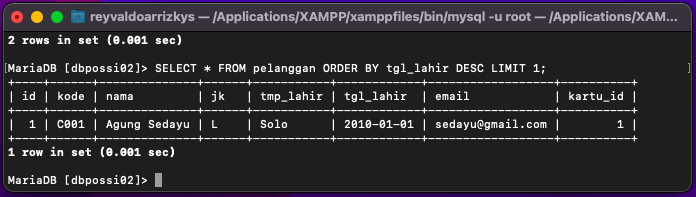 reyvaldoarrizkys — /Applications/XAMPP/xamppfiles/bin/mysql -u root — /Applications/XAM...
2 rows in set (0.001 sec)
[MariaDB [dbpossi02]> SELECT * FROM pelanggan ORDER BY tgl_lahir DESC LIMIT 1; ]
+----+------+--------------+------+-----------+------------+------------------+----------+
| id | kode | nama         | jk   | tmp_lahir | tgl_lahir  | email            | kartu_id |
+----+------+--------------+------+-----------+------------+------------------+----------+
|  1 | C001 | Agung Sedayu | L    | Solo      | 2010-01-01 | sedayu@gmail.com |        1 |
+----+------+--------------+------+-----------+------------+------------------+----------+
1 row in set (0.001 sec)
MariaDB [dbpossi02]>